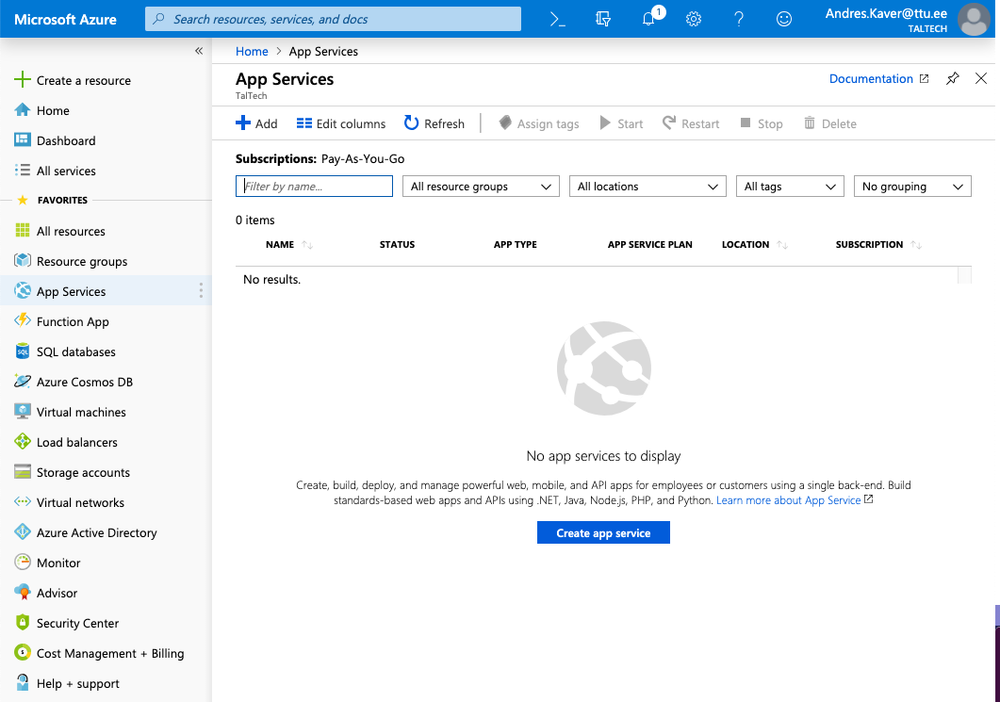 Microsoft Azure
Search resources, services, and docs
>_
1
?
Andres.Kaver@ttu.ee
TALTECH
«
Create a resource
Home
Dashboard
All services
FAVORITES
All resources
Resource groups
App Services
Function App
SQL
SQL databases
Azure Cosmos DB
Virtual machines
Load balancers
Storage accounts
Virtual networks
Azure Active Directory
Monitor
Advisor
Security Center
$
Cost Management + Billing
Help + support
Home > App Services
App Services
TalTech
Documentation
Add Edit columns Refresh Assign tags Start Restart Stop Delete
Subscriptions: Pay-As-You-Go
Filter by name... All resource groups All locations All tags No grouping
0 items
NAME STATUS APP TYPE APP SERVICE PLAN LOCATION SUBSCRIPTION
No results.
No app services to display
Create, build, deploy, and manage powerful web, mobile, and API apps for employees or customers using a single back-end. Build
standards-based web apps and APIs using .NET, Java, Node.js, PHP, and Python. Learn more about App Service
Create app service